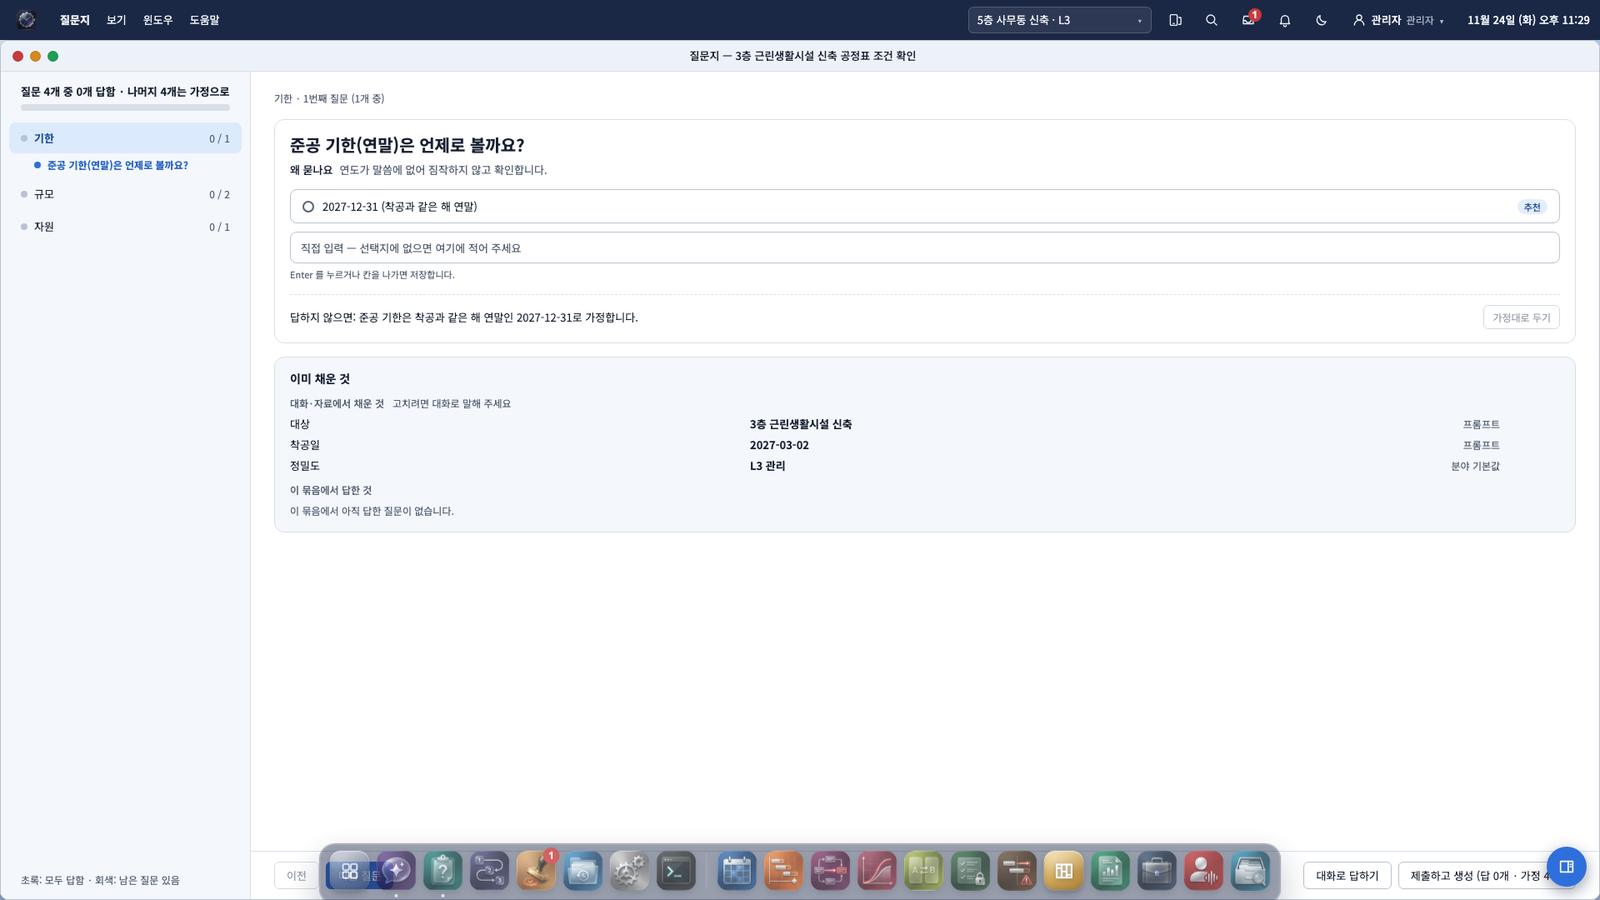 질문지 보기 윈도우 도움말
5층 사무동 신축 · L3
1
관리자 관리자
11월 24일 (화) 오후 11:29
질문지 — 3층 근린생활시설 신축 공정표 조건 확인
질문 4개 중 0개 답함 · 나머지 4개는 가정으로
기한 0 / 1
준공 기한(연말)은 언제로 볼까요?
규모 0 / 2
자원 0 / 1
초록: 모두 답함 · 회색: 남은 질문 있음
기한 · 1번째 질문 (1개 중)
준공 기한(연말)은 언제로 볼까요?
왜 묻나요 연도가 말씀에 없어 짐작하지 않고 확인합니다.
2027-12-31 (착공과 같은 해 연말) 추천
직접 입력 — 선택지에 없으면 여기에 적어 주세요
Enter 를 누르거나 칸을 나가면 저장합니다.
답하지 않으면: 준공 기한은 착공과 같은 해 연말인 2027-12-31로 가정합니다. 가정대로 두기
이미 채운 것
대화·자료에서 채운 것 고치려면 대화로 말해 주세요
대상 3층 근린생활시설 신축 프롬프트
착공일 2027-03-02 프롬프트
정밀도 L3 관리 분야 기본값
이 묶음에서 답한 것
이 묶음에서 아직 답한 질문이 없습니다.
이전
1
A B
대화로 답하기
제출하고 생성 (답 0개 · 가정 4